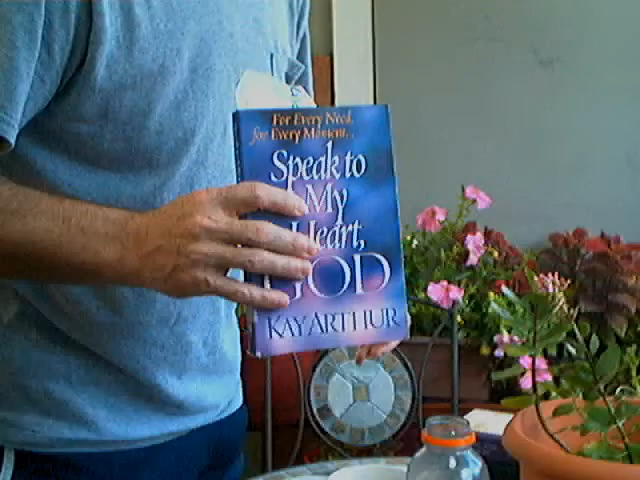 For Every Need,
for Every Moment...
Speak to
My
Heart,
GOD
KAY ARTHUR